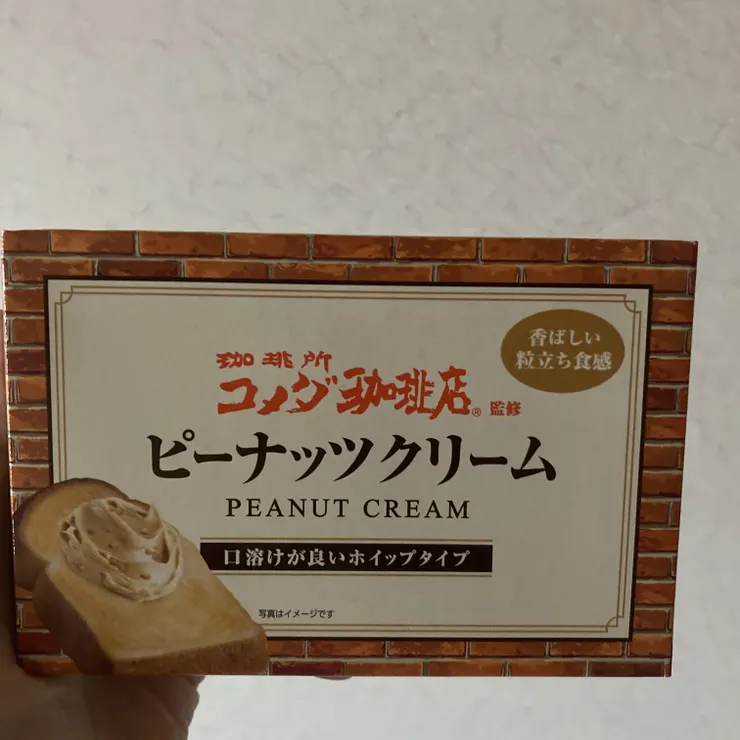 香ばしい
粒立ち食感
珈琲所
コメダ珈琲店® 監修
ピーナッツクリーム
PEANUT CREAM
口溶けが良いホイップタイプ
写真はイメージです